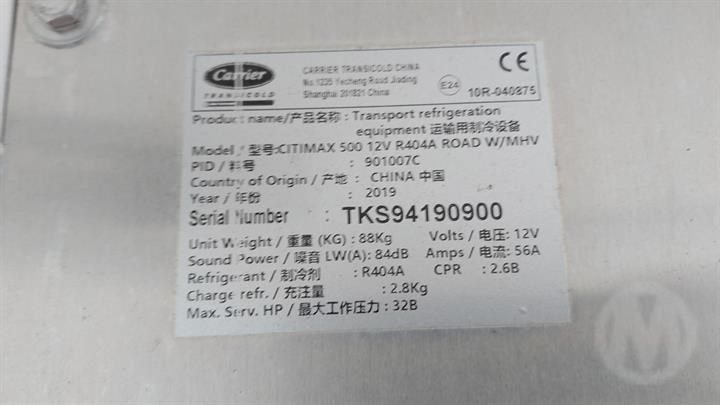 Carrier
TRANSICOLD
CARRIER TRANSICOLD CHINA
No.1235 Yecheng Road Jiading
Shanghai 201821 China
CE
E24
10R-040875
Product name/产品名称 : Transport refrigeration
equipment 运输用制冷设备
Model / 型号:CITIMAX 500 12V R404A ROAD W/MHV
PID / 料号 : 901007C
Country of Origin / 产地 : CHINA 中国
Year / 年份 : 2019
Serial Number : TKS94190900
Unit Weight / 重量 (KG) : 88Kg Volts / 电压: 12V
Sound Power / 噪音 LW(A): 84dB Amps / 电流: 56A
Refrigerant / 制冷剂 : R404A CPR : 2.6B
Charge refr. / 充注量 : 2.8Kg
Max. Serv. HP / 最大工作压力: 32B
M